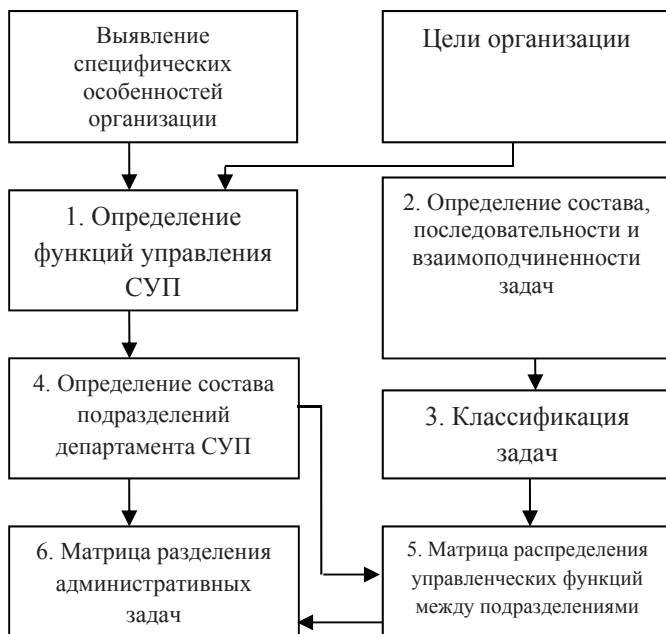 Выявление
специфических
особенностей
организации
Цели организации
1. Определение
функций управления
СУП
2. Определение состава,
последовательности и
взаимоподчиненности
задач
4. Определение состава
подразделений
департамента СУП
3. Классификация
задач
6. Матрица разделения
административных
задач
5. Матрица распределения
управленческих функций
между подразделениями